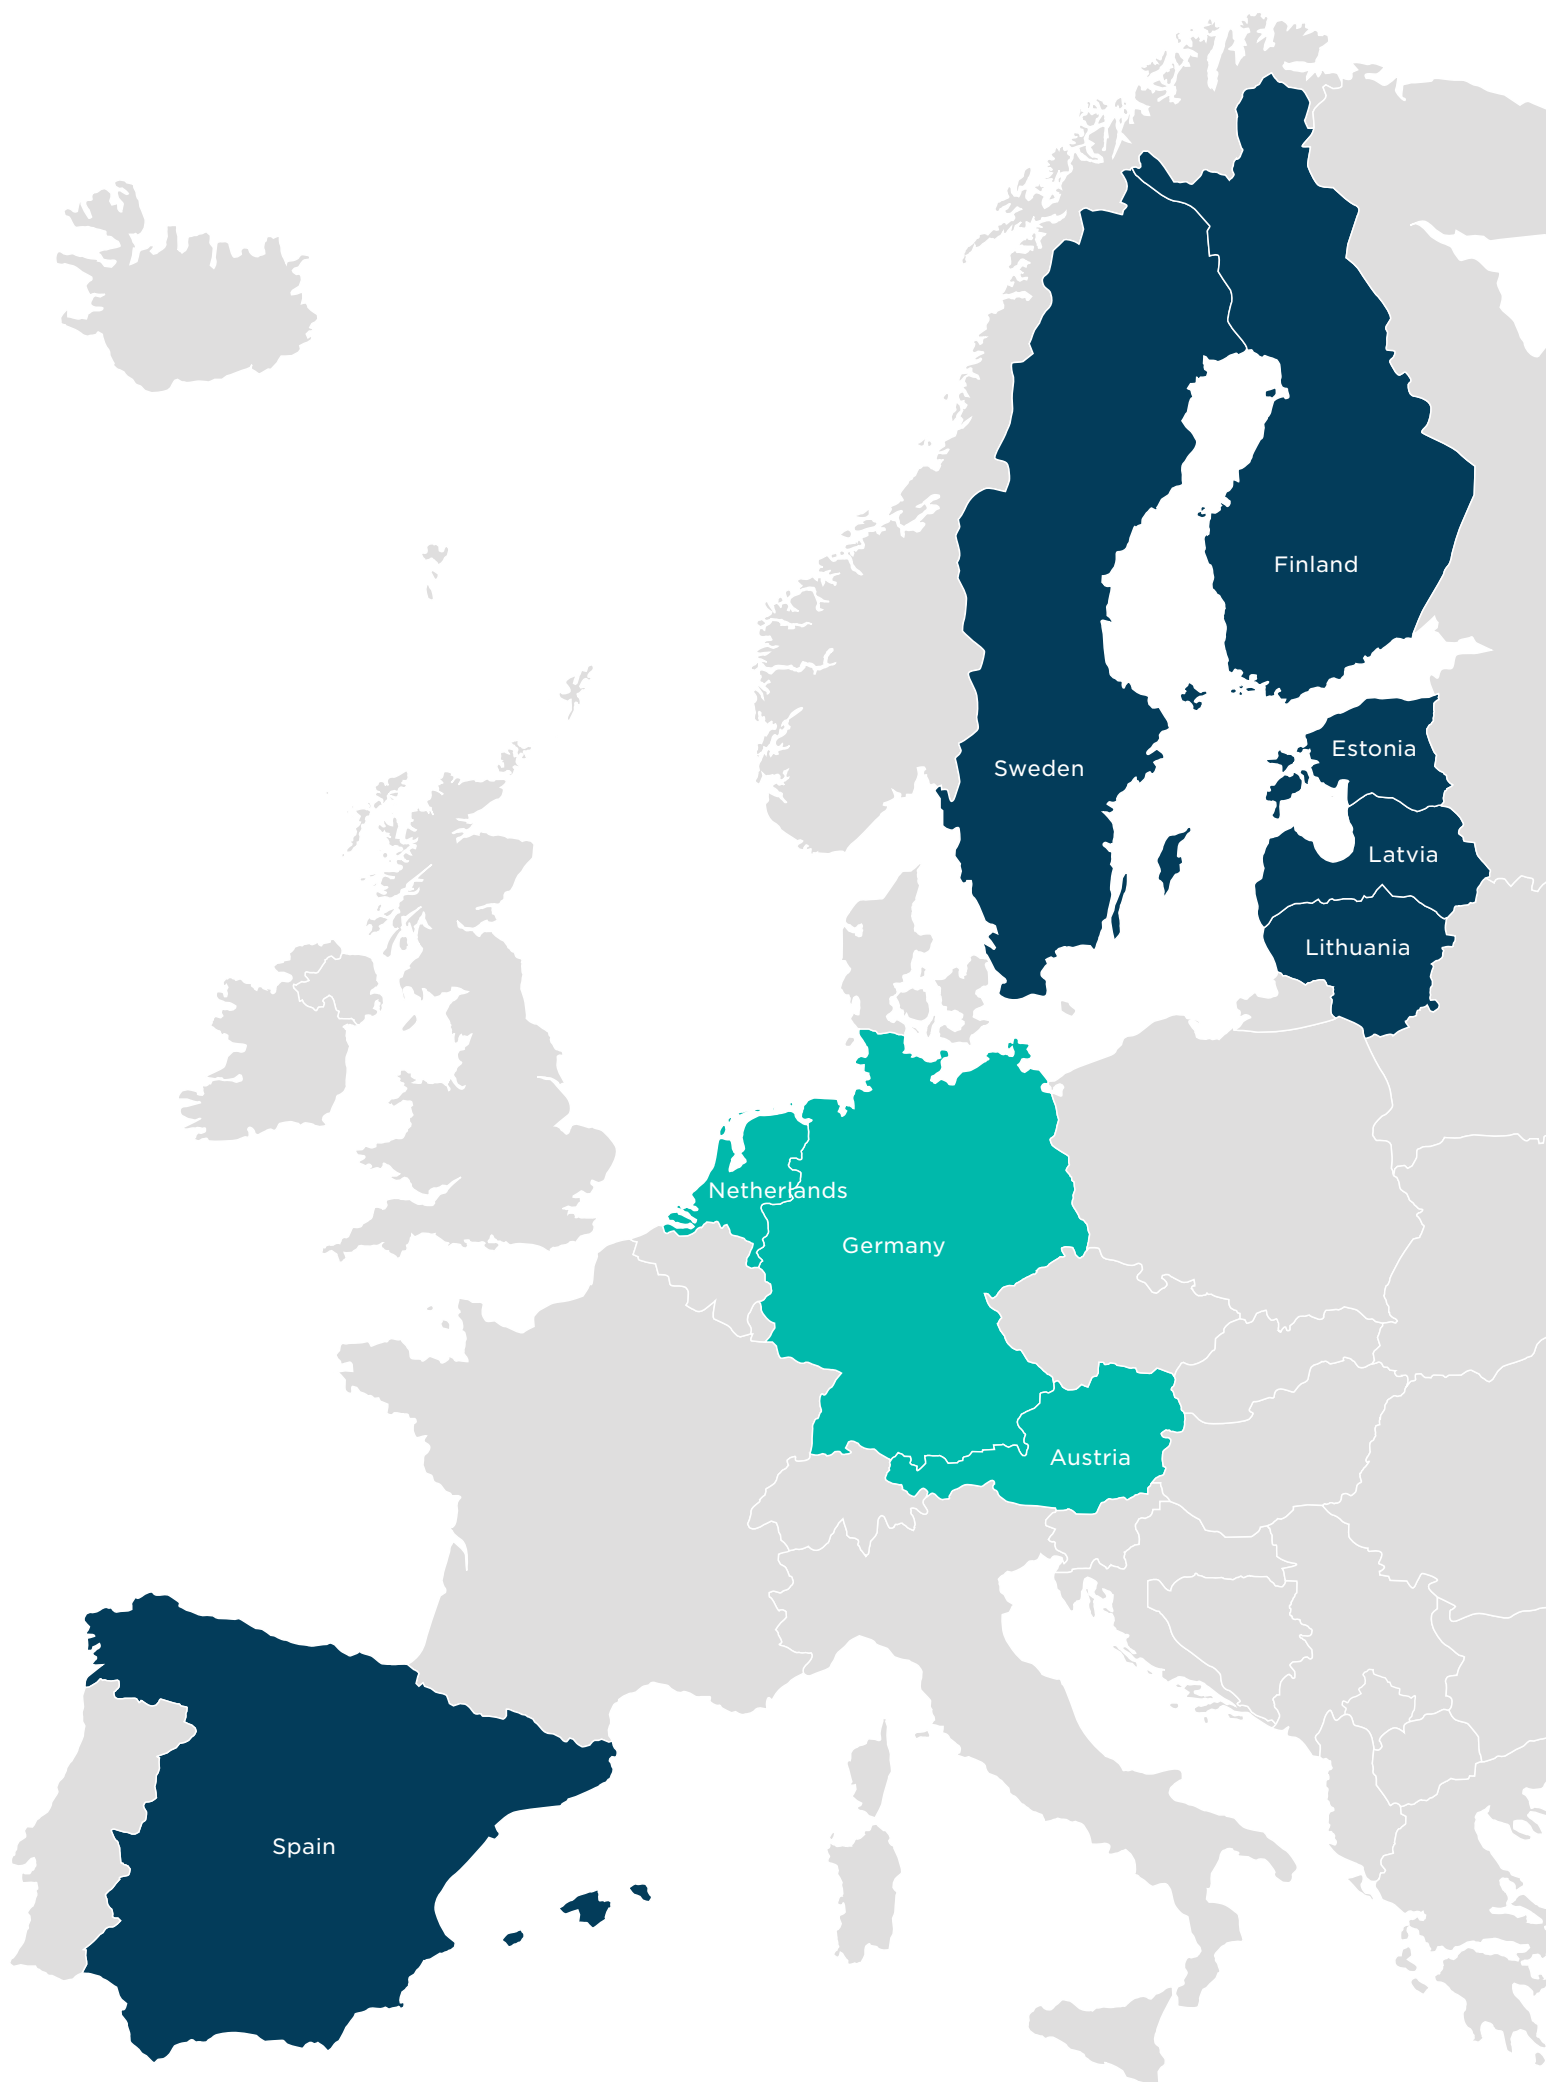 Finland
Estonia
Sweden
Latvia
Lithuania
Netherlands
Germany
Austria
Spain